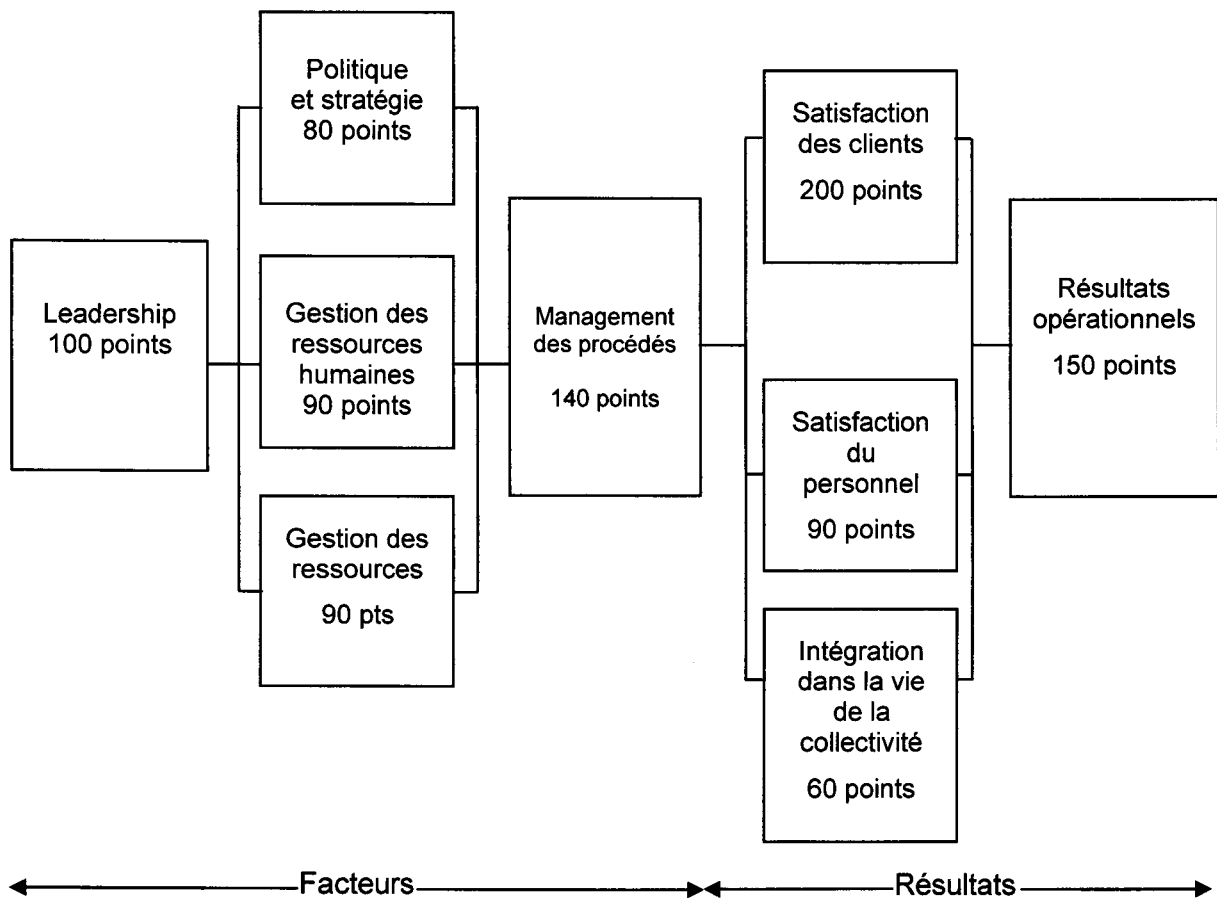 Leadership
100 points
Politique
et stratégie
80 points
Gestion des
ressources
humaines
90 points
Gestion des
ressources
90 pts
Management
des procédés
140 points
Satisfaction
des clients
200 points
Satisfaction
du
personnel
90 points
Intégration
dans la vie
de la
collectivité
60 points
Résultats
opérationnels
150 points
Facteurs
Résultats